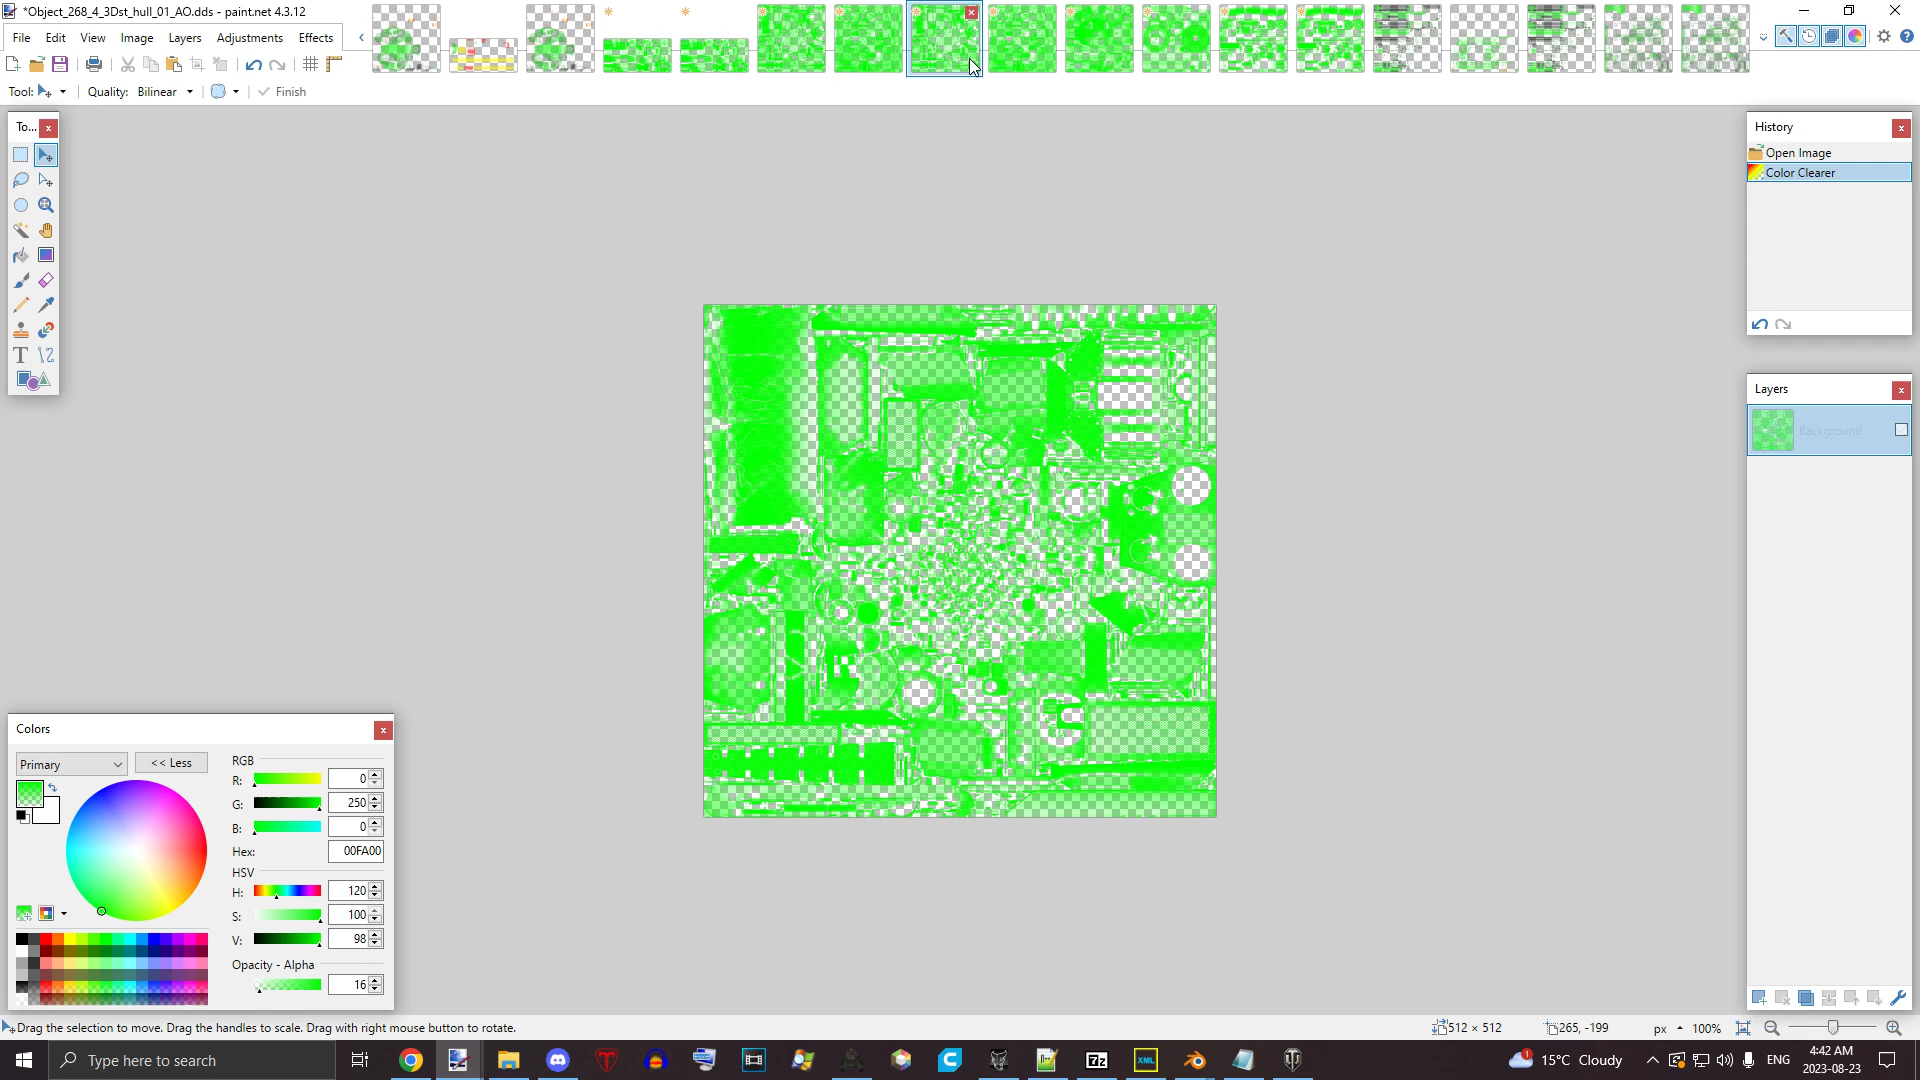 *Object_268_4_3Dst_hull_01_AO.dds - paint.net 4.3.12
File Edit View Image Layers Adjustments Effects
Tool: Quality: Bilinear Finish
To...
History
Open Image
Color Clearer
Layers
Background
Colors
Primary << Less
RGB
R: 0
G: 250
B: 0
Hex: 00FA00
HSV
H: 120
S: 100
V: 98
Opacity - Alpha
16
Drag the selection to move. Drag the handles to scale. Drag with right mouse button to rotate.
512 × 512 265, -199 px 100%
Type here to search
7z XML
1 15°C Cloudy ENG 4:42 AM
2023-08-23